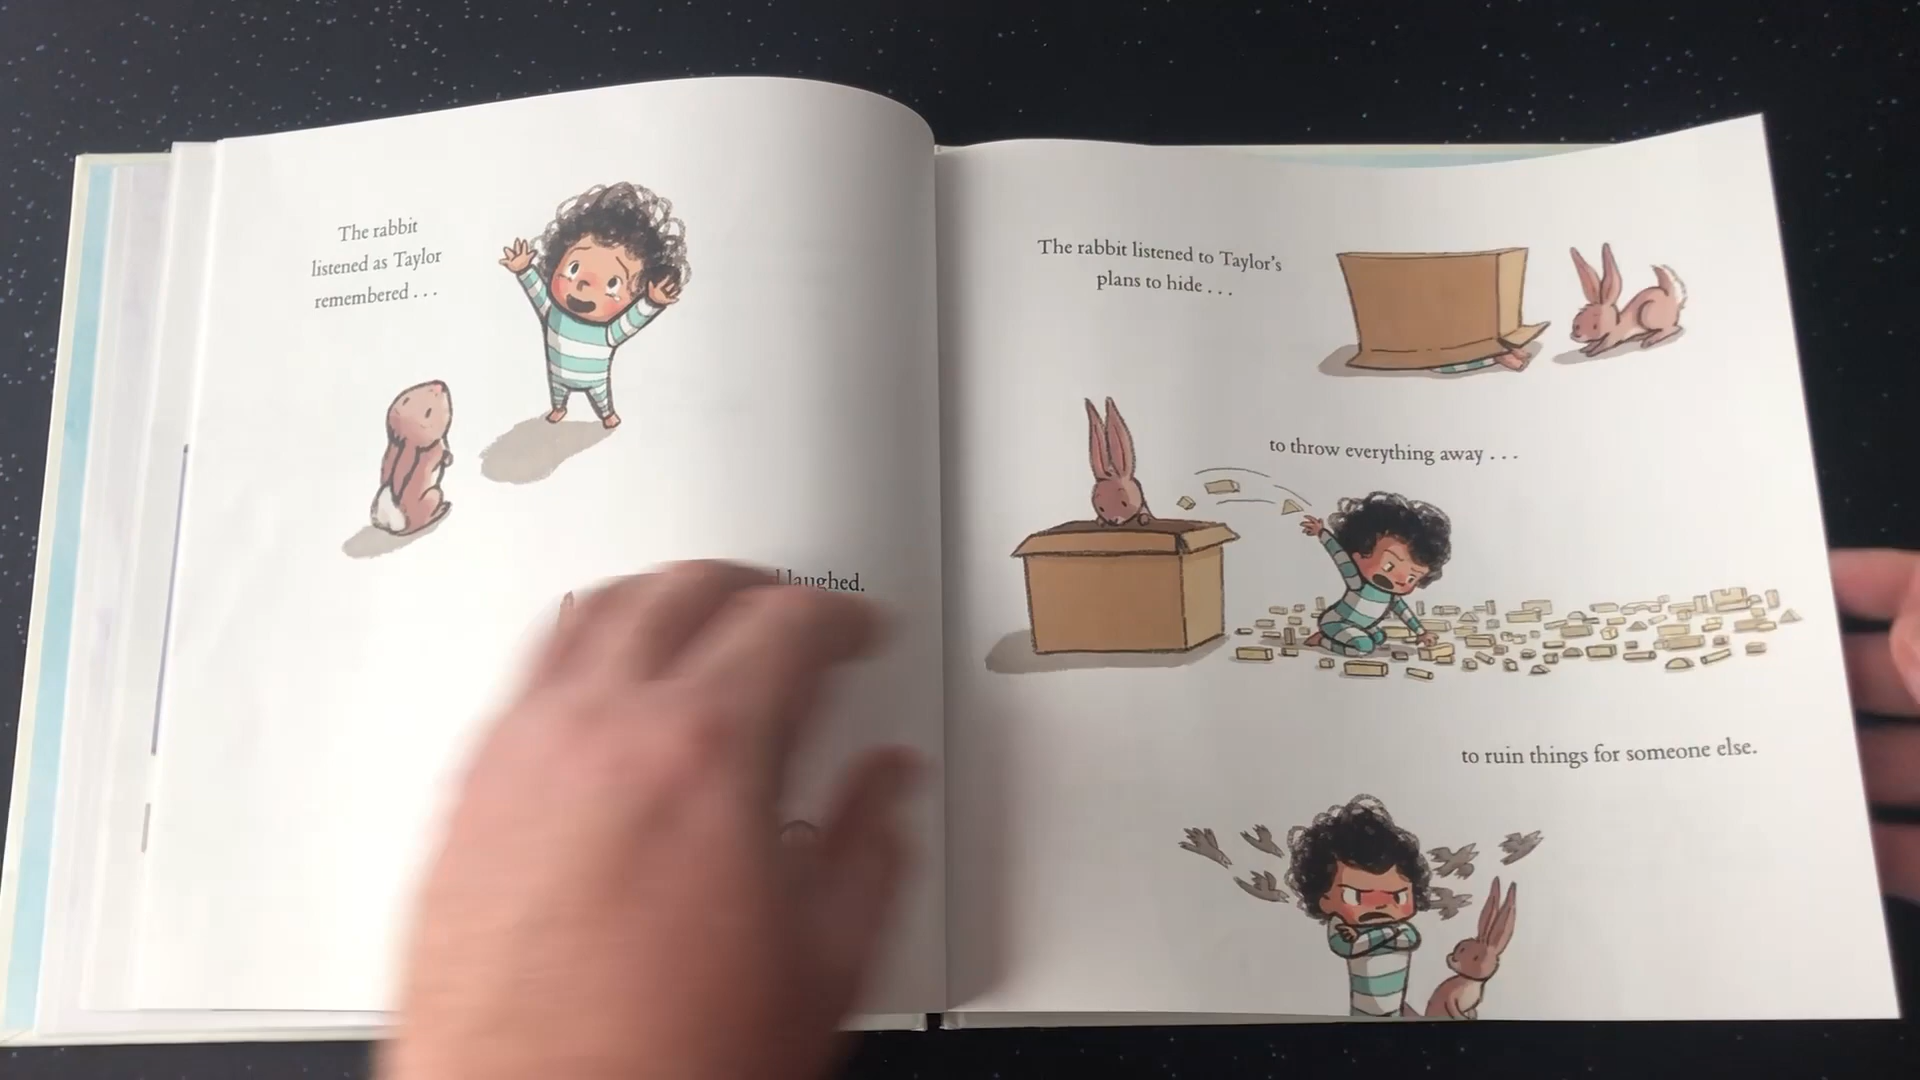 The rabbit
listened as Taylor
remembered . . .
laughed.
The rabbit listened to Taylor's
plans to hide . . .
to throw everything away . . .
to ruin things for someone else.